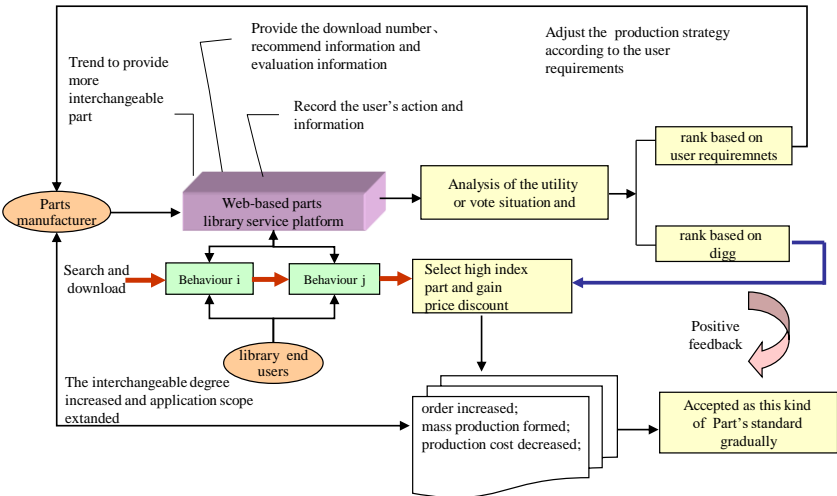 Provide the download number、
recommend information and
evaluation information
Adjust the production strategy
according to the user
requirements
Trend to provide
more
interchangeable
part
Record the user's action and
information
rank based on
user requiremnets
Parts
manufacturer
Web-based parts
library service platform
Analysis of the utility
or vote situation and
rank based on
digg
Search and
download
Behaviour i
Behaviour j
Select high index
part and gain
price discount
Positive
feedback
library end
users
The interchangeable degree
increased and application scope
extanded
order increased;
mass production formed;
production cost decreased;
Accepted as this kind
of Part's standard
gradually